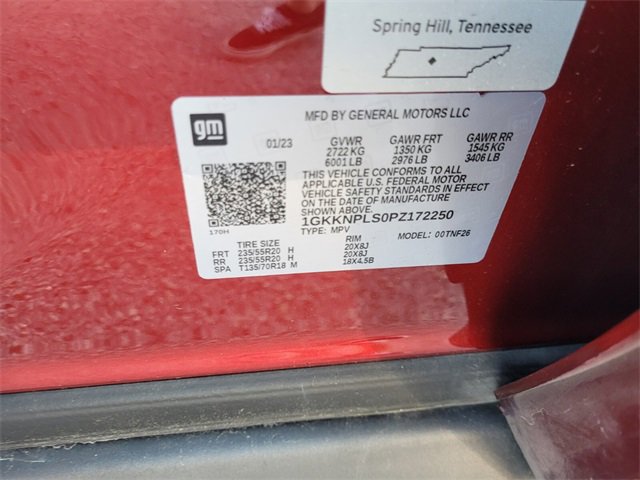 Spring Hill, Tennessee
gm
MFD BY GENERAL MOTORS LLC
01/23 GVWR GAWR FRT GAWR RR
2722 KG 1350 KG 1545 KG
6001 LB 2976 LB 3406 LB
THIS VEHICLE CONFORMS TO ALL
APPLICABLE U.S. FEDERAL MOTOR
VEHICLE SAFETY STANDARDS IN EFFECT
ON THE DATE OF MANUFACTURE
SHOWN ABOVE.
1GKKNPLS0PZ172250
170H
TYPE: MPV MODEL: 00TNF26
TIRE SIZE RIM
FRT 235/55R20 H 20X8J
RR 235/55R20 H 20X8J
SPA T135/70R18 M 18X4.5B